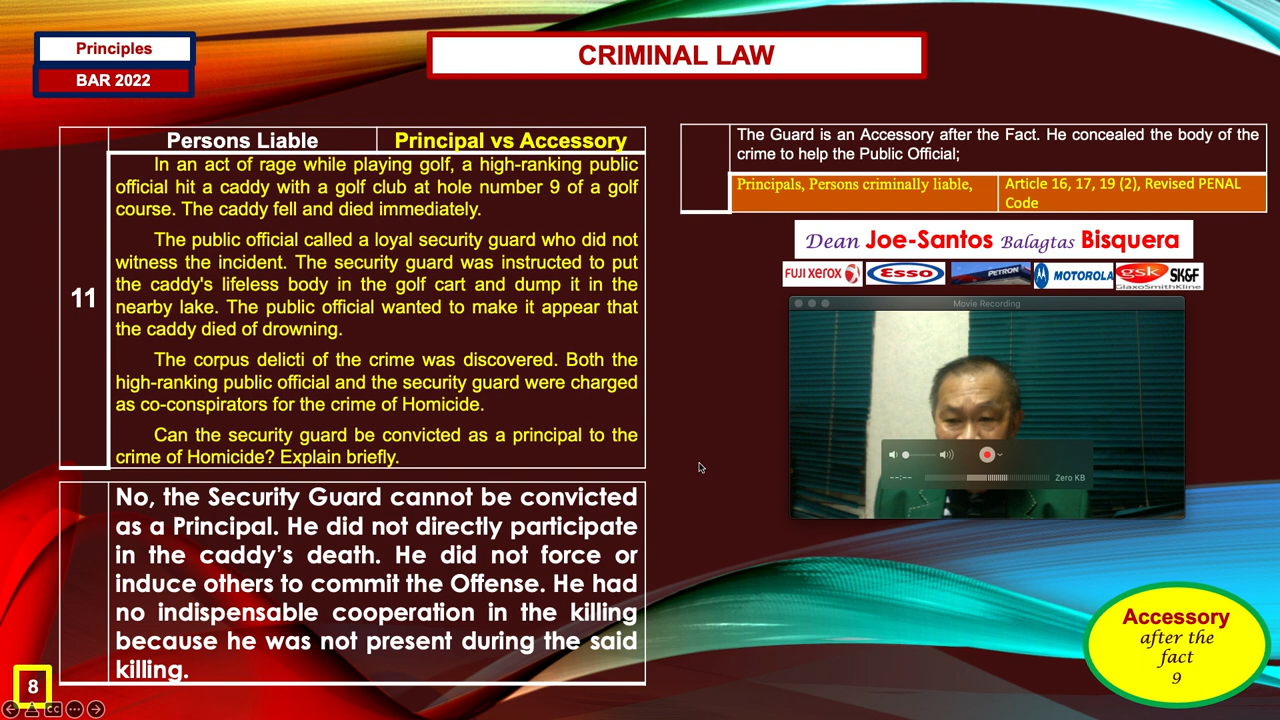 Principles
BAR 2022
CRIMINAL LAW
Persons Liable
Principal vs Accessory
11
In an act of rage while playing golf, a high-ranking public
official hit a caddy with a golf club at hole number 9 of a golf
course. The caddy fell and died immediately.
The public official called a loyal security guard who did not
witness the incident. The security guard was instructed to put
the caddy's lifeless body in the golf cart and dump it in the
nearby lake. The public official wanted to make it appear that
the caddy died of drowning.
The corpus delicti of the crime was discovered. Both the
high-ranking public official and the security guard were charged
as co-conspirators for the crime of Homicide.
Can the security guard be convicted as a principal to the
crime of Homicide? Explain briefly.
No, the Security Guard cannot be convicted
as a Principal. He did not directly participate
in the caddy's death. He did not force or
induce others to commit the Offense. He had
no indispensable cooperation in the killing
because he was not present during the said
killing.
8
CC
The Guard is an Accessory after the Fact. He concealed the body of the
crime to help the Public Official;
Principals, Persons criminally liable,
Article 16, 17, 19 (2), Revised PENAL
Code
Dean Joe-Santos Balagtas Bisquera
FUJI XEROX
Esso
PETRON
MOTOROLA
gsk
GlaxoSmithKline
SK&F
Movie Recording
--:--
Zero KB
Accessory
after the
fact
9